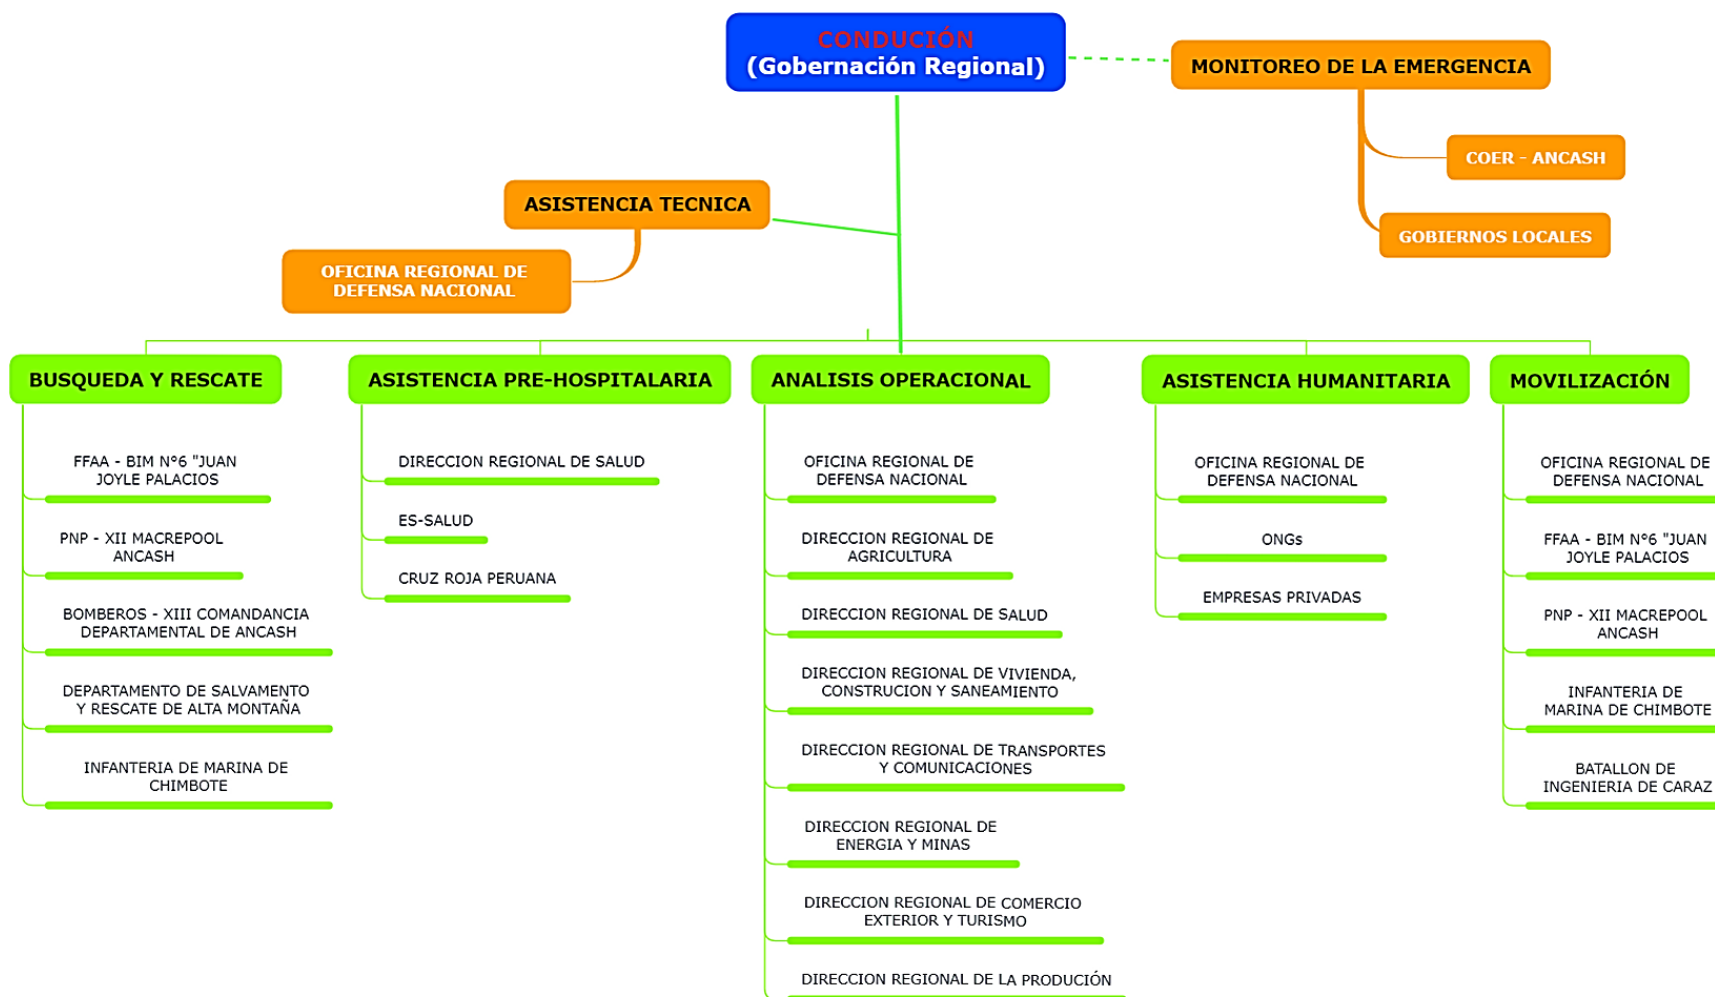 CONDUCIÓN
(Gobernación Regional)
MONITOREO DE LA EMERGENCIA
COER - ANCASH
GOBIERNOS LOCALES
ASISTENCIA TECNICA
OFICINA REGIONAL DE
DEFENSA NACIONAL
BUSQUEDA Y RESCATE
FFAA - BIM Nº6 "JUAN
JOYLE PALACIOS
PNP - XII MACREPOOL
ANCASH
BOMBEROS - XIII COMANDANCIA
DEPARTAMENTAL DE ANCASH
DEPARTAMENTO DE SALVAMENTO
Y RESCATE DE ALTA MONTAÑA
INFANTERIA DE MARINA DE
CHIMBOTE
ASISTENCIA PRE-HOSPITALARIA
DIRECCION REGIONAL DE SALUD
ES-SALUD
CRUZ ROJA PERUANA
ANALISIS OPERACIONAL
OFICINA REGIONAL DE
DEFENSA NACIONAL
DIRECCION REGIONAL DE
AGRICULTURA
DIRECCION REGIONAL DE SALUD
DIRECCION REGIONAL DE VIVIENDA,
CONSTRUCION Y SANEAMIENTO
DIRECCION REGIONAL DE TRANSPORTES
Y COMUNICACIONES
DIRECCION REGIONAL DE
ENERGIA Y MINAS
DIRECCION REGIONAL DE COMERCIO
EXTERIOR Y TURISMO
DIRECCION REGIONAL DE LA PRODUCIÓN
ASISTENCIA HUMANITARIA
OFICINA REGIONAL DE
DEFENSA NACIONAL
ONGs
EMPRESAS PRIVADAS
MOVILIZACIÓN
OFICINA REGIONAL DE
DEFENSA NACIONAL
FFAA - BIM Nº6 "JUAN
JOYLE PALACIOS
PNP - XII MACREPOOL
ANCASH
INFANTERIA DE
MARINA DE CHIMBOTE
BATALLON DE
INGENIERIA DE CARAZ